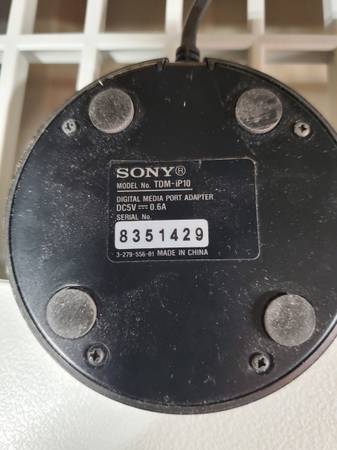 SONY®
MODEL No. TDM-iP10
DIGITAL MEDIA PORT ADAPTER
DC5V ⎓ 0.6A
SERIAL No.
8351429
3-279-556-01 MADE IN CHINA